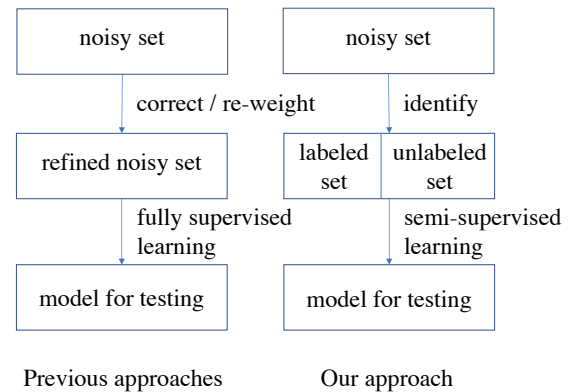 noisy set
correct / re-weight
refined noisy set
fully supervised
learning
model for testing
Previous approaches
noisy set
identify
labeled
set
unlabeled
set
semi-supervised
learning
model for testing
Our approach